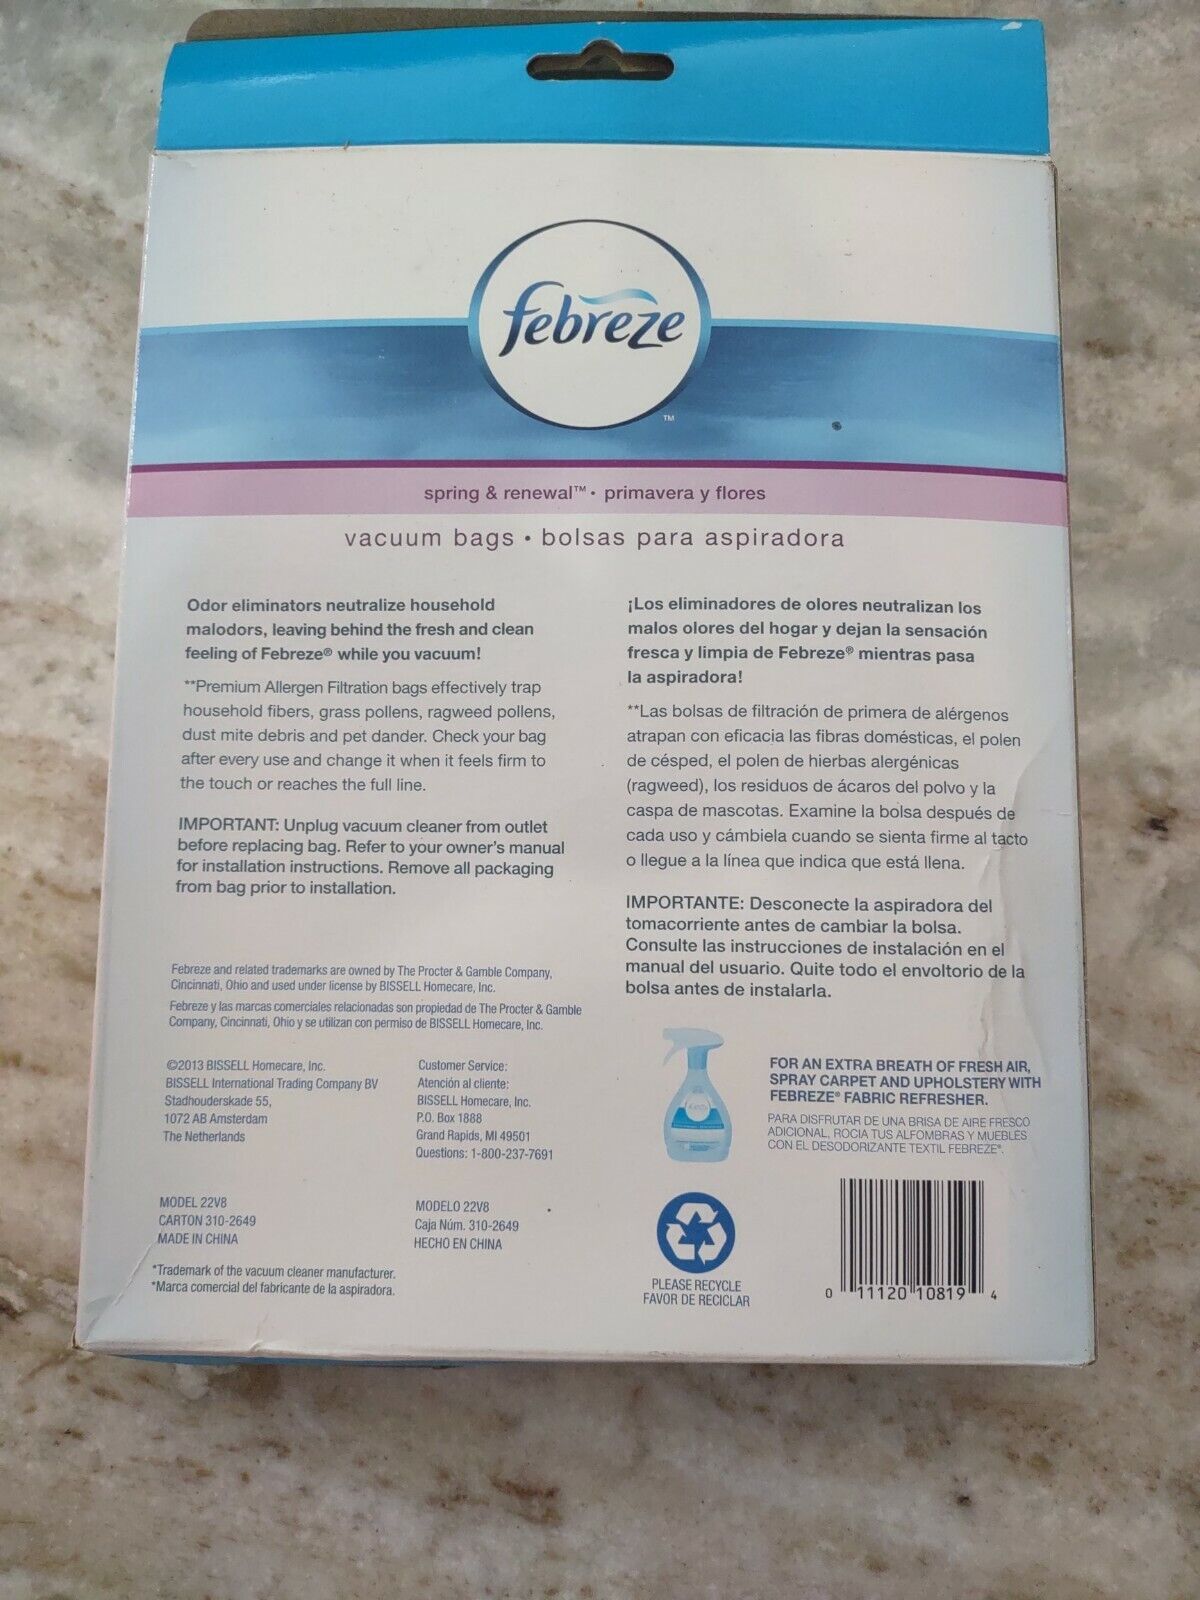 febreze
™
spring & renewal™ • primavera y flores
vacuum bags • bolsas para aspiradora
Odor eliminators neutralize household
malodors, leaving behind the fresh and clean
feeling of Febreze® while you vacuum!
**Premium Allergen Filtration bags effectively trap
household fibers, grass pollens, ragweed pollens,
dust mite debris and pet dander. Check your bag
after every use and change it when it feels firm to
the touch or reaches the full line.
IMPORTANT: Unplug vacuum cleaner from outlet
before replacing bag. Refer to your owner's manual
for installation instructions. Remove all packaging
from bag prior to installation.
¡Los eliminadores de olores neutralizan los
malos olores del hogar y dejan la sensación
fresca y limpia de Febreze® mientras pasa
la aspiradora!
**Las bolsas de filtración de primera de alérgenos
atrapan con eficacia las fibras domésticas, el polen
de césped, el polen de hierbas alergénicas
(ragweed), los residuos de ácaros del polvo y la
caspa de mascotas. Examine la bolsa después de
cada uso y cámbiela cuando se sienta firme al tacto
o llegue a la línea que indica que está llena.
IMPORTANTE: Desconecte la aspiradora del
tomacorriente antes de cambiar la bolsa.
Consulte las instrucciones de instalación en el
manual del usuario. Quite todo el envoltorio de la
bolsa antes de instalarla.
Febreze and related trademarks are owned by The Procter & Gamble Company,
Cincinnati, Ohio and used under license by BISSELL Homecare, Inc.
Febreze y las marcas comerciales relacionadas son propiedad de The Procter & Gamble
Company, Cincinnati, Ohio y se utilizan con permiso de BISSELL Homecare, Inc.
©2013 BISSELL Homecare, Inc.
BISSELL International Trading Company BV
Stadhouderskade 55,
1072 AB Amsterdam
The Netherlands
Customer Service:
Atención al cliente:
BISSELL Homecare, Inc.
P.O. Box 1888
Grand Rapids, MI 49501
Questions: 1-800-237-7691
FOR AN EXTRA BREATH OF FRESH AIR,
SPRAY CARPET AND UPHOLSTERY WITH
FEBREZE® FABRIC REFRESHER.
PARA DISFRUTAR DE UNA BRISA DE AIRE FRESCO
ADICIONAL, ROCIA TUS ALFOMBRAS Y MUEBLES
CON EL DESODORIZANTE TEXTIL FEBREZE®.
MODEL 22V8
CARTON 310-2649
MADE IN CHINA
MODELO 22V8
Caja Núm. 310-2649
HECHO EN CHINA
*Trademark of the vacuum cleaner manufacturer.
*Marca comercial del fabricante de la aspiradora.
PLEASE RECYCLE
FAVOR DE RECICLAR
0 11120 10819 4